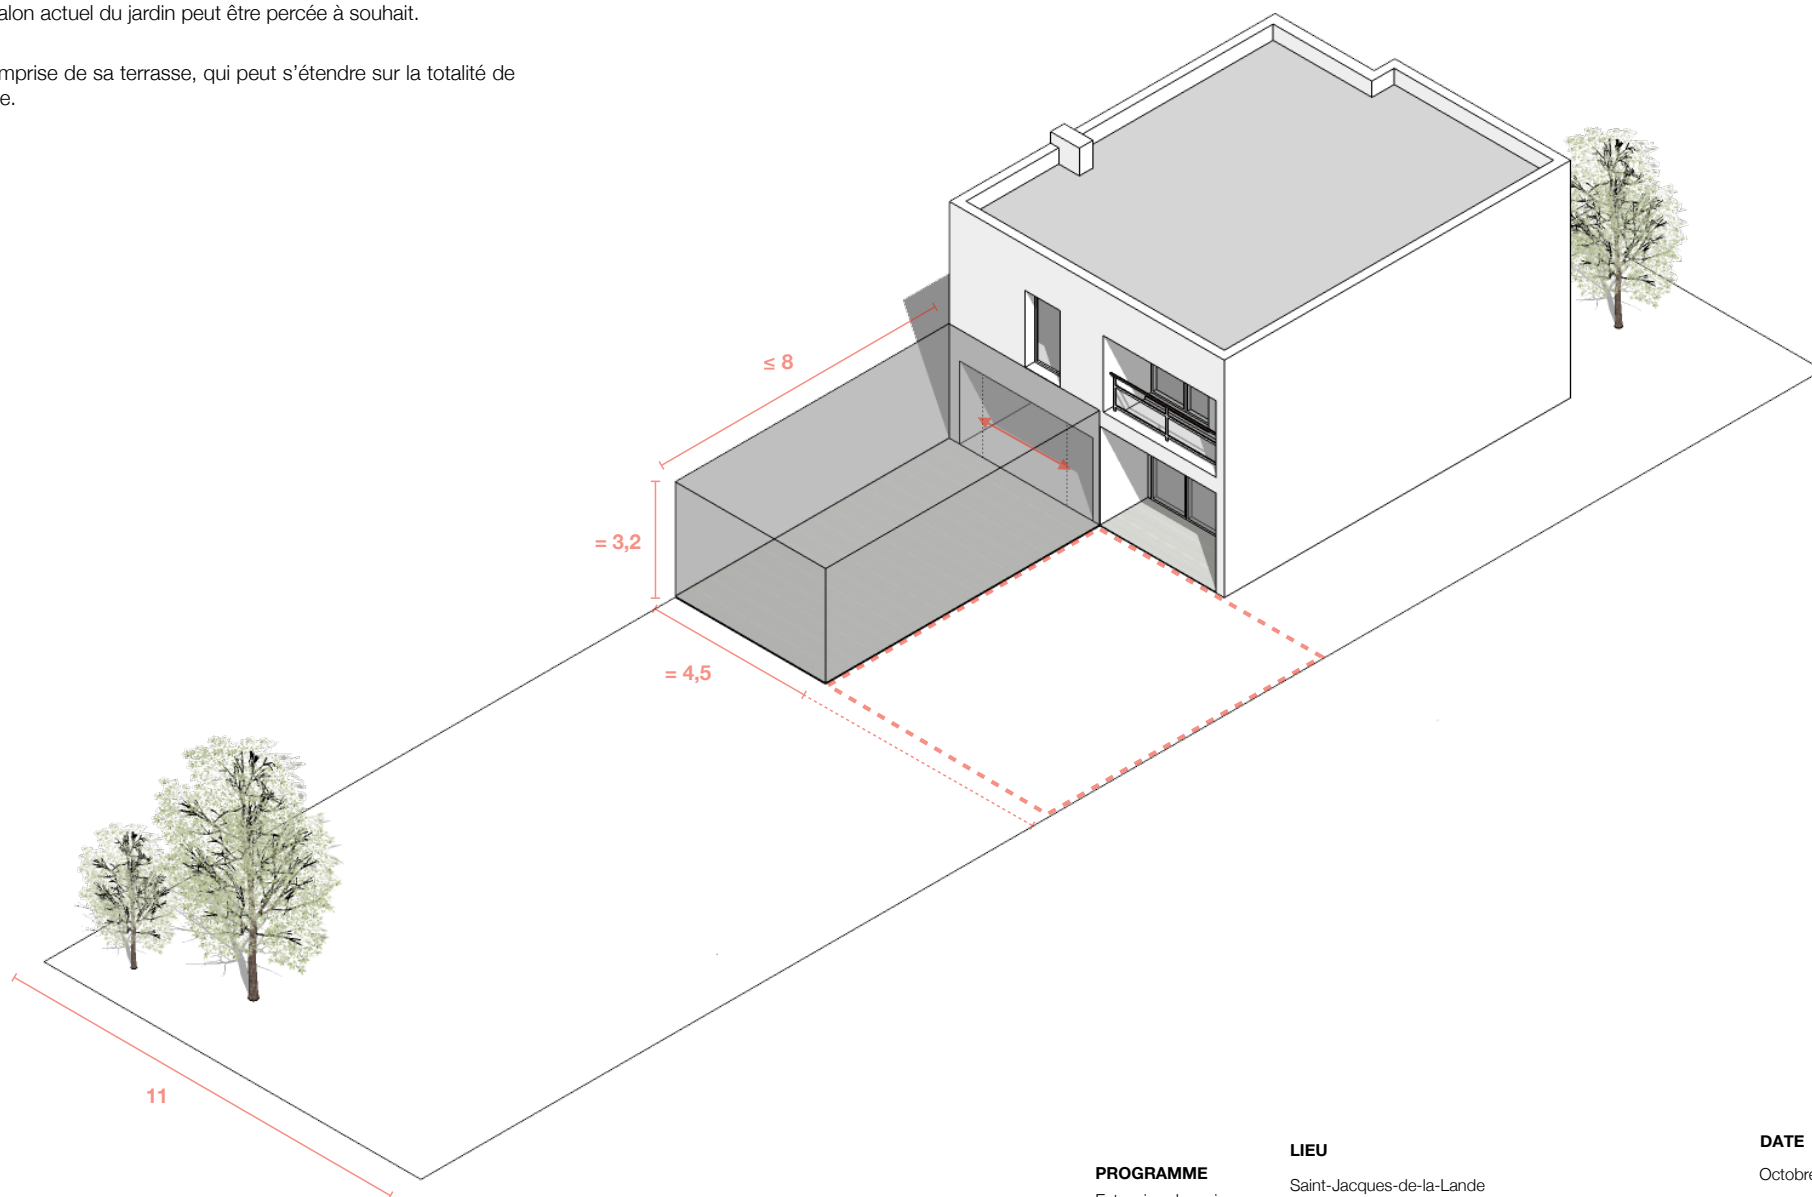 alon actuel du jardin peut être percée à souhait.
mprise de sa terrasse, qui peut s’étendre sur la totalité de
e.
≤ 8
= 3,2
= 4,5
11
PROGRAMME
LIEU
Saint-Jacques-de-la-Lande
DATE
Octobre